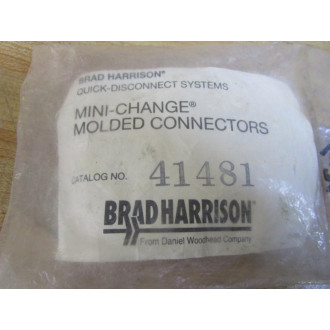 BRAD HARRISON®
QUICK-DISCONNECT SYSTEMS
MINI-CHANGE®
MOLDED CONNECTORS
CATALOG NO. 41481
BRAD HARRISON®
From Daniel Woodhead Company